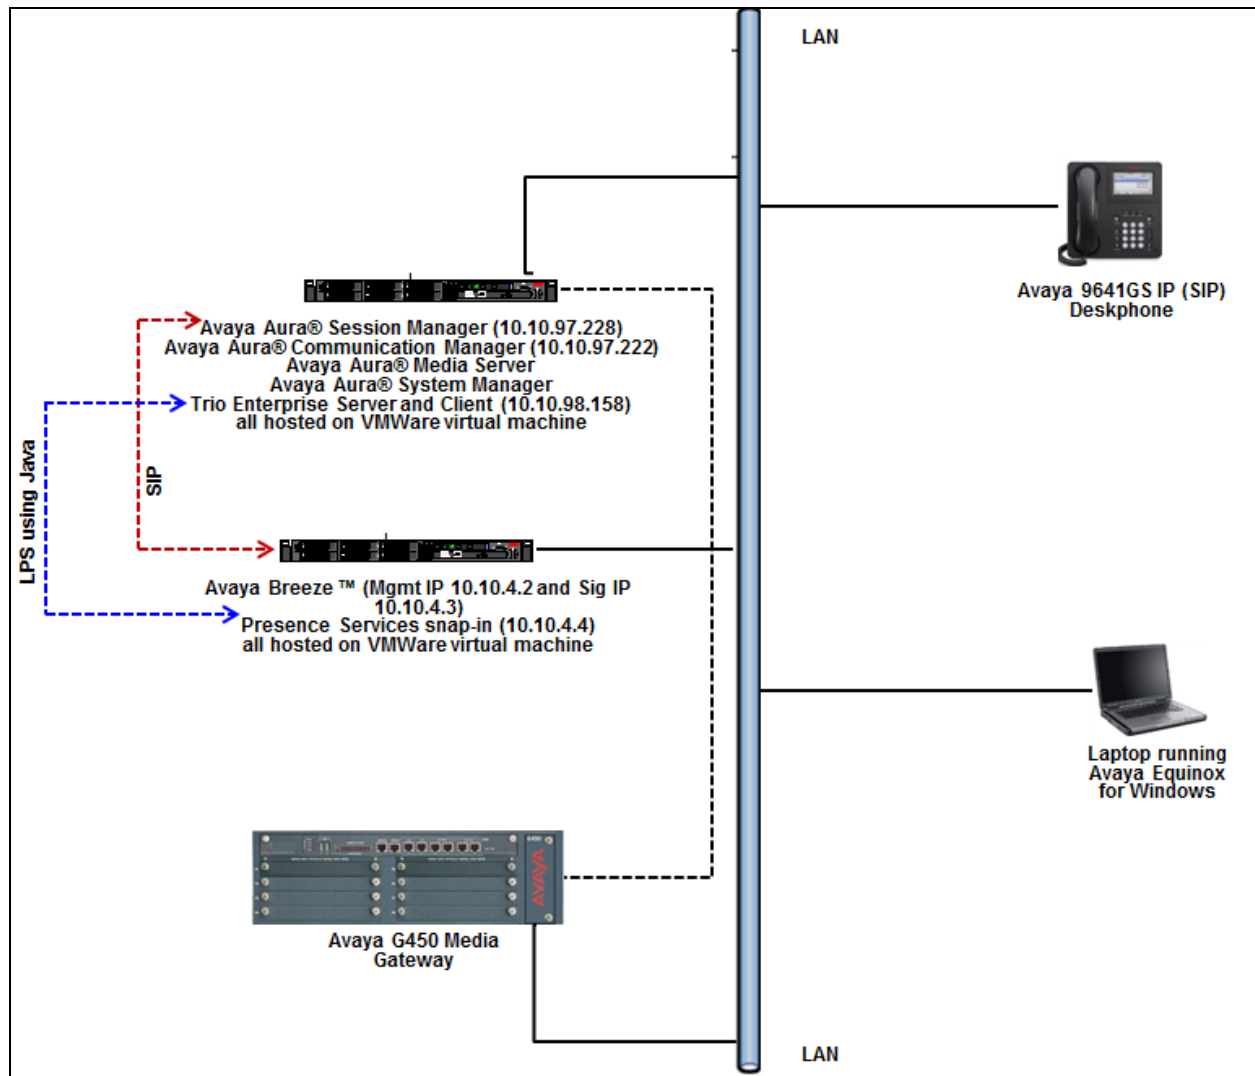 LAN
Avaya 9641GS IP (SIP)
Deskphone
Avaya Aura® Session Manager (10.10.97.228)
Avaya Aura® Communication Manager (10.10.97.222)
Avaya Aura® Media Server
Avaya Aura® System Manager
Trio Enterprise Server and Client (10.10.98.158)
all hosted on VMWare virtual machine
LPS using Java
SIP
Avaya Breeze ™ (Mgmt IP 10.10.4.2 and Sig IP
10.10.4.3)
Presence Services snap-in (10.10.4.4)
all hosted on VMWare virtual machine
Laptop running
Avaya Equinox
for Windows
G450
AVAYA
Avaya G450 Media
Gateway
LAN